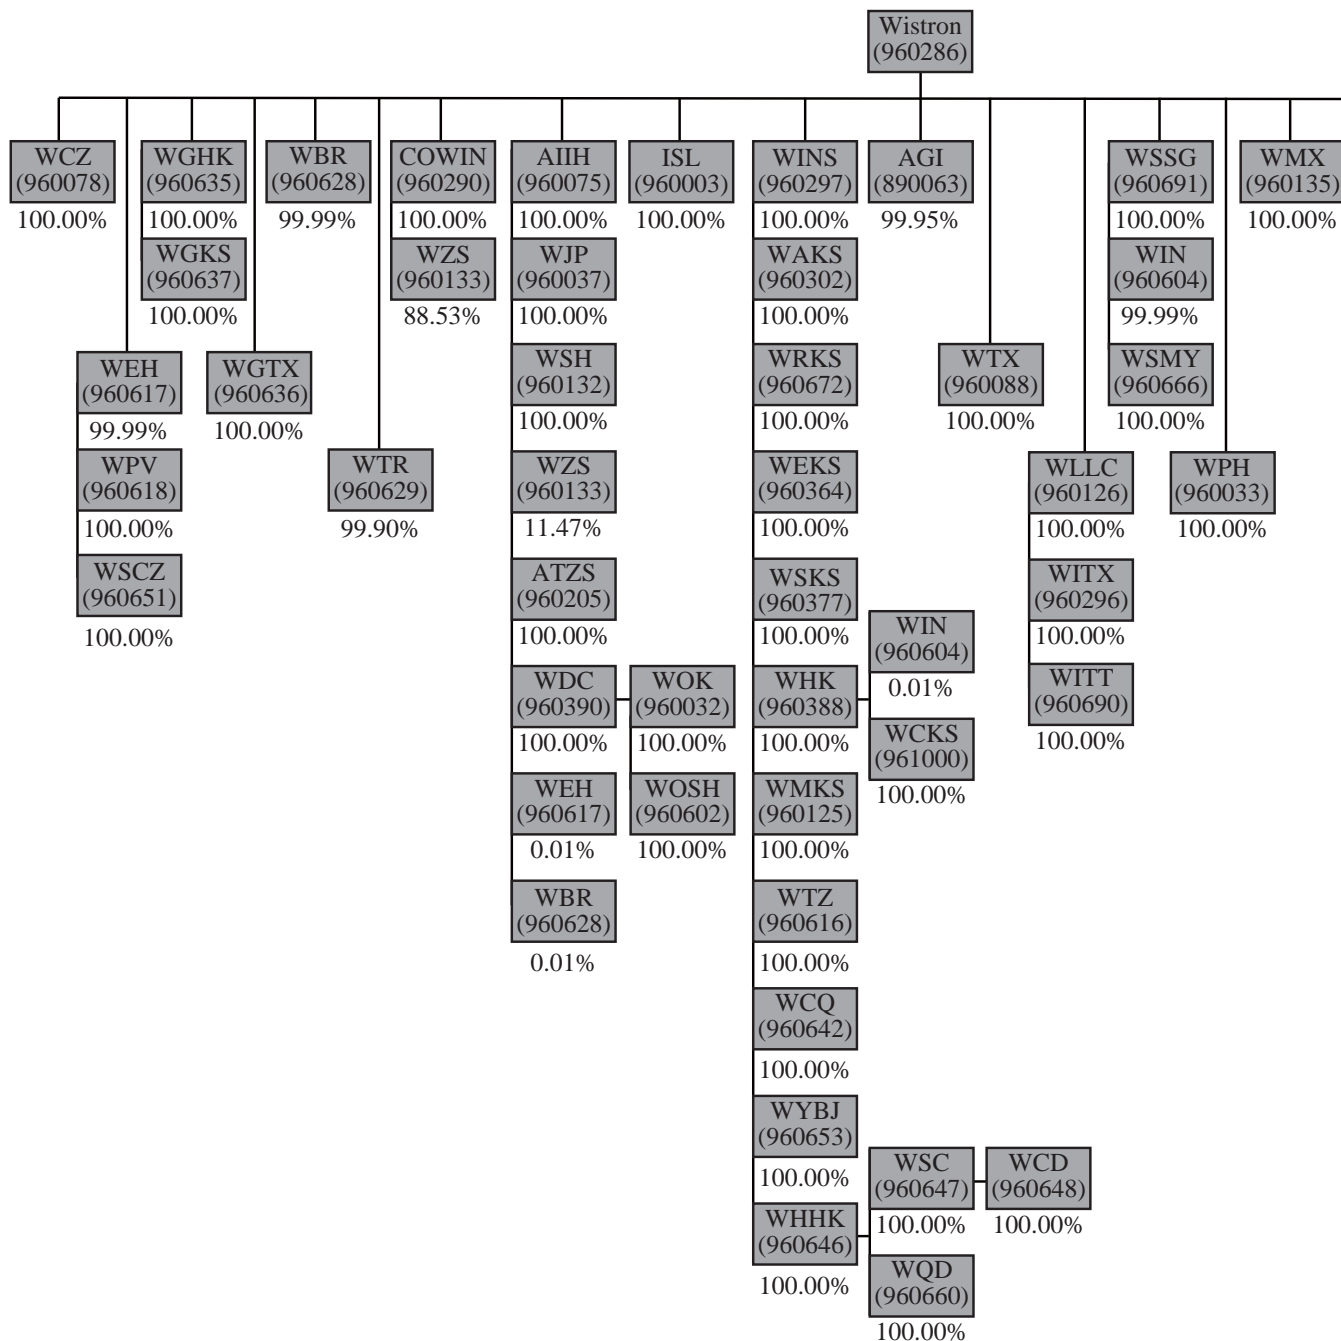 Wistron
(960286)
WCZ
(960078)
100.00%
WGHK
(960635)
100.00%
WGKS
(960637)
100.00%
WBR
(960628)
99.99%
COWIN
(960290)
100.00%
WZS
(960133)
88.53%
AIIH
(960075)
100.00%
WJP
(960037)
100.00%
WSH
(960132)
100.00%
WZS
(960133)
11.47%
ATZS
(960205)
100.00%
WDC
(960390)
100.00%
WOK
(960032)
100.00%
WOSH
(960602)
100.00%
WEH
(960617)
0.01%
WBR
(960628)
0.01%
ISL
(960003)
100.00%
WINS
(960297)
100.00%
WAKS
(960302)
100.00%
WRKS
(960672)
100.00%
WEKS
(960364)
100.00%
WSKS
(960377)
100.00%
WHK
(960388)
100.00%
WIN
(960604)
0.01%
WCKS
(961000)
100.00%
WMKS
(960125)
100.00%
WTZ
(960616)
100.00%
WCQ
(960642)
100.00%
WYBJ
(960653)
100.00%
WHHK
(960646)
100.00%
WSC
(960647)
100.00%
WCD
(960648)
100.00%
WQD
(960660)
100.00%
AGI
(890063)
99.95%
WSSG
(960691)
100.00%
WIN
(960604)
99.99%
WSMY
(960666)
100.00%
WMX
(960135)
100.00%
WEH
(960617)
99.99%
WPV
(960618)
100.00%
WSCZ
(960651)
100.00%
WGTX
(960636)
100.00%
WTR
(960629)
99.90%
WTX
(960088)
100.00%
WLLC
(960126)
100.00%
WITX
(960296)
100.00%
WITT
(960690)
100.00%
WPH
(960033)
100.00%